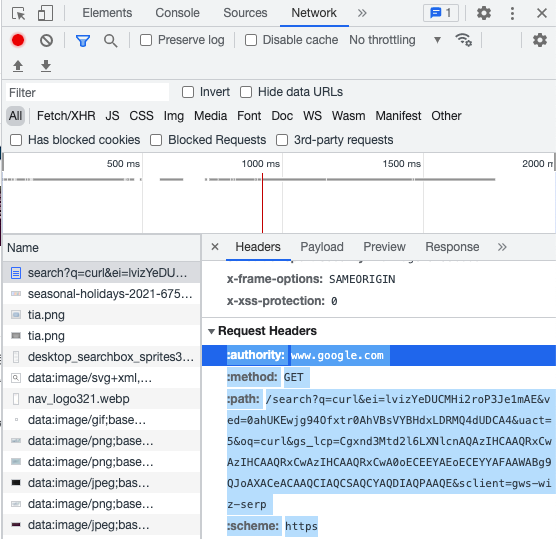 Elements Console Sources Network » 1
Preserve log Disable cache No throttling
Filter Invert Hide data URLs
All Fetch/XHR JS CSS Img Media Font Doc WS Wasm Manifest Other
Has blocked cookies Blocked Requests 3rd-party requests
500 ms 1000 ms 1500 ms 2000 m
Name × Headers Payload Preview Response »
search?q=curl&ei=lvizYeDU…
seasonal-holidays-2021-675…
tia.png
tia.png
desktop_searchbox_sprites3…
data:image/svg+xml,…
nav_logo321.webp
data:image/gif;base…
data:image/png;base…
data:image/png;base…
data:image/jpeg;bas…
data:image/png;base…
data:image/jpeg;bas…
x-frame-options: SAMEORIGIN
x-xss-protection: 0
Request Headers
:authority: www.google.com
:method: GET
:path: /search?q=curl&ei=lvizYeDUCMHi2roP3Je1mAE&v
ed=0ahUKEwjg94Ofxtr0AhVBsVYBHdxLDRMQ4dUDCA4&uact=
5&oq=curl&gs_lcp=Cgxnd3Mtd2l6LXNlcnAQAzIHCAAQRxCw
AzIHCAAQRxCwAzIHCAAQRxCwA0oECEEYAEoECEYYAFAAWABg9
QJoAXACeACAAQCIAQCSAQCYAQDIAQPAAQE&sclient=gws-wi
z-serp
:scheme: https